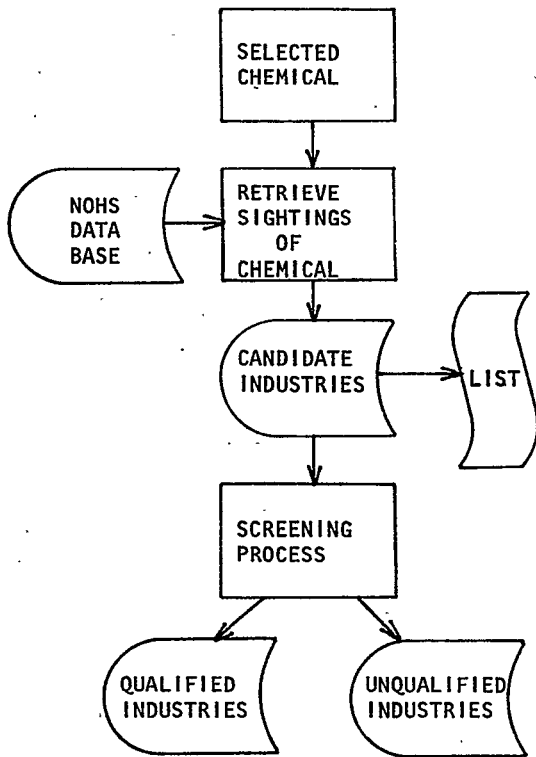 SELECTED
CHEMICAL
NOHS
DATA
BASE
RETRIEVE
SIGHTINGS
OF
CHEMICAL
CANDIDATE
INDUSTRIES
LIST
SCREENING
PROCESS
QUALIFIED
INDUSTRIES
UNQUALIFIED
INDUSTRIES